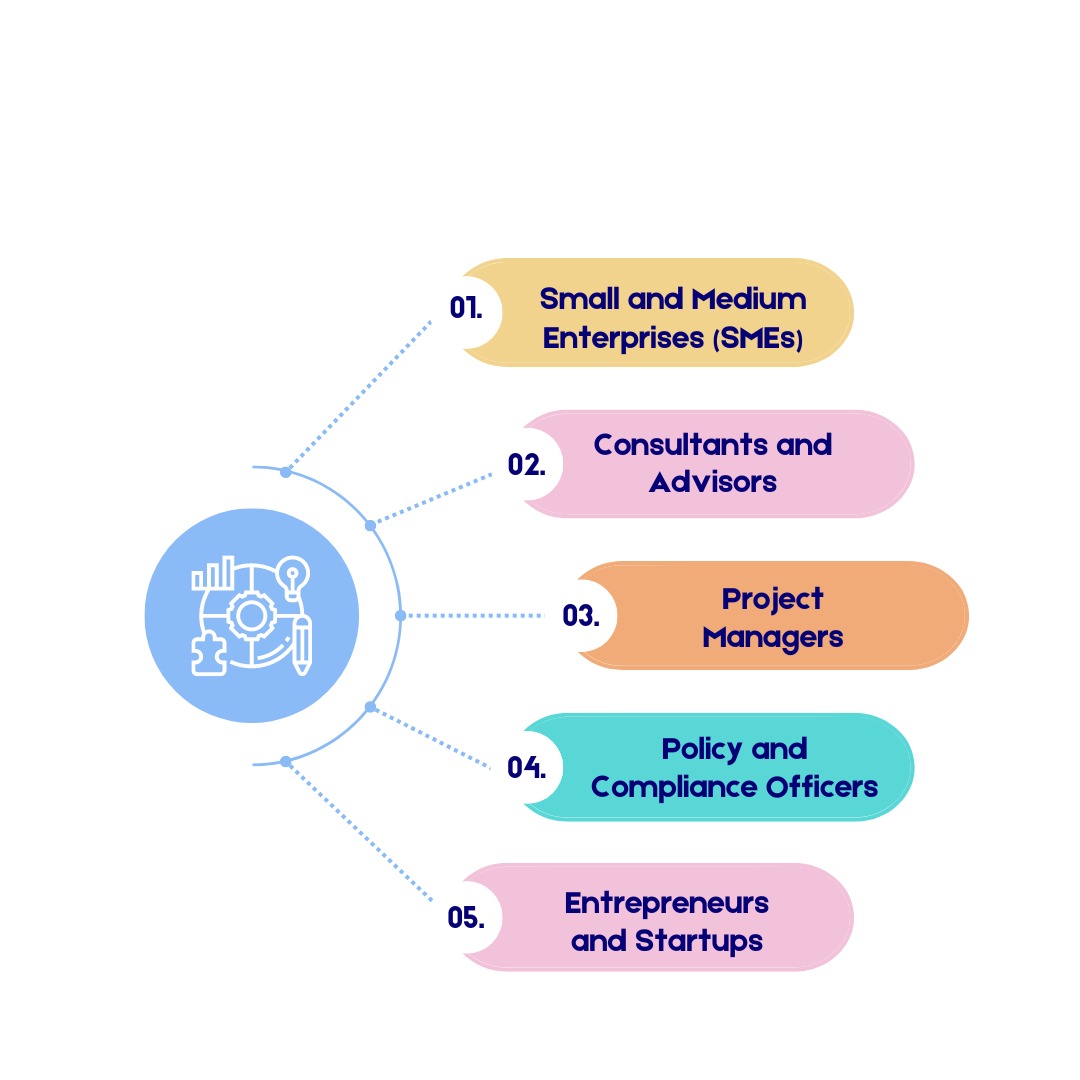 01.
Small and Medium
Enterprises (SMEs)
02.
Consultants and
Advisors
03.
Project
Managers
04.
Policy and
Compliance Officers
05.
Entrepreneurs
and Startups